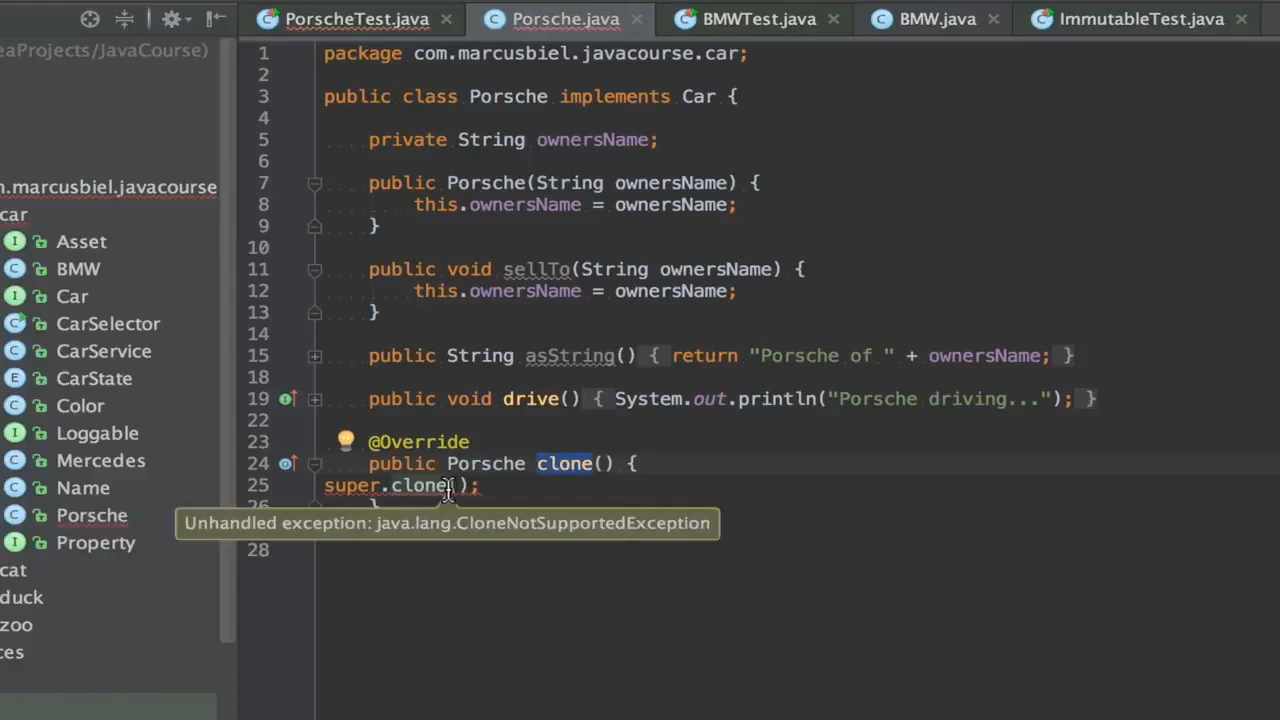 PorscheTest.java
Porsche.java
BMWTest.java
BMW.java
ImmutableTest.java
eaProjects/JavaCourse)
m.marcusbiel.javacourse
car
Asset
BMW
Car
CarSelector
CarService
CarState
Color
Loggable
Mercedes
Name
Porsche
Property
cat
duck
zoo
ces
1 package com.marcusbiel.javacourse.car;
2
3 public class Porsche implements Car {
4
5 private String ownersName;
6
7 public Porsche(String ownersName) {
8 this.ownersName = ownersName;
9 }
10
11 public void sellTo(String ownersName) {
12 this.ownersName = ownersName;
13 }
14
15 public String asString() { return "Porsche of " + ownersName; }
18
19 public void drive() { System.out.println("Porsche driving..."); }
22
23 @Override
24 public Porsche clone() {
25 super.clone();
26 }
Unhandled exception: java.lang.CloneNotSupportedException
28